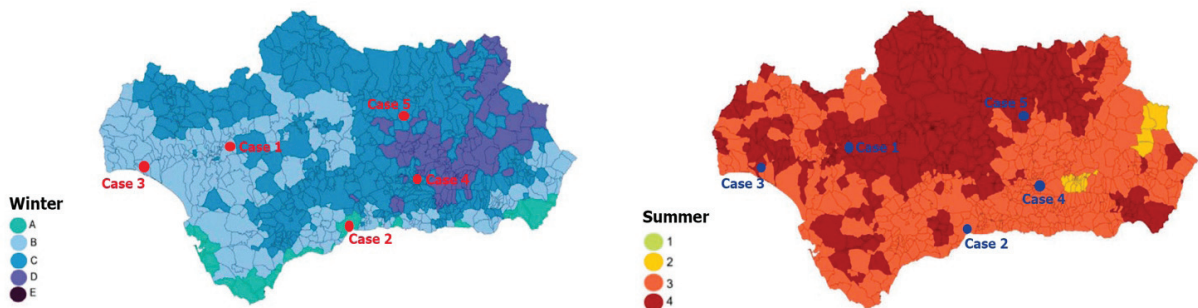 Case 5
Case 1
Case 3
Case 4
Case 2
Winter
A
B
C
D
E
Case 5
Case 1
Case 3
Case 4
Case 2
Summer
1
2
3
4